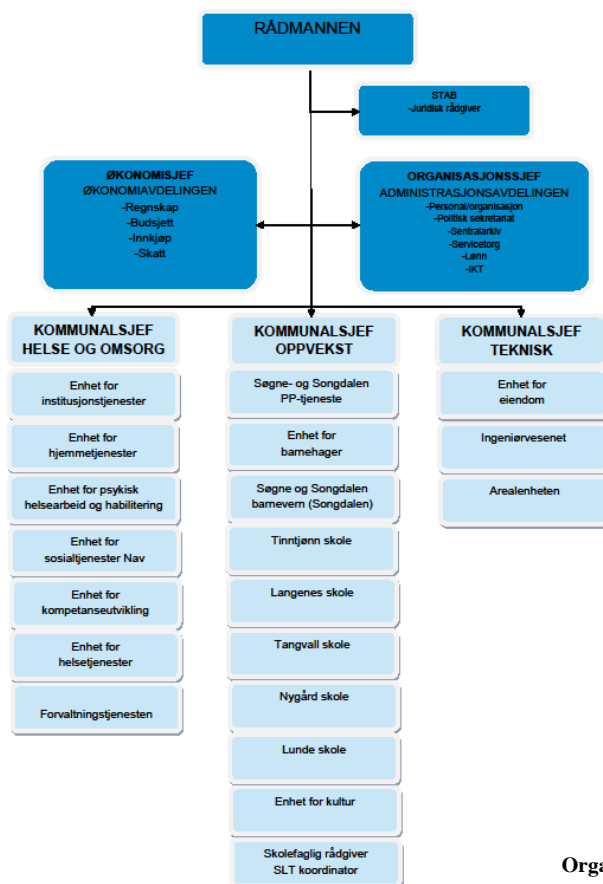 RÅDMANNEN
STAB
-Juridisk rådgiver
ØKONOMISJEF
ØKONOMIAVDELINGEN
-Regnskap
-Budsjett
-Innkjøp
-Skatt
ORGANISASJONSSJEF
ADMINISTRASJONSAVDELINGEN
-Personal/organisasjon
-Politisk sekretariat
-Sentralarkiv
-Servicetorg
-Lønn
-IKT
KOMMUNALSJEF
HELSE OG OMSORG
Enhet for
institusjonstjenester
Enhet for
hjemmetjenester
Enhet for psykisk
helsearbeid og habilitering
Enhet for
sosialtjenester Nav
Enhet for
kompetanseutvikling
Enhet for
helsetjenester
Forvaltningstjenesten
KOMMUNALSJEF
OPPVEKST
Søgne- og Songdalen
PP-tjeneste
Enhet for
barnehager
Søgne og Songdalen
barnevern (Songdalen)
Tinntjønn skole
Langenes skole
Tangvall skole
Nygård skole
Lunde skole
Enhet for kultur
Skolefaglig rådgiver
SLT koordinator
KOMMUNALSJEF
TEKNISK
Enhet for
eiendom
Ingeniørvesenet
Arealenheten
Orga